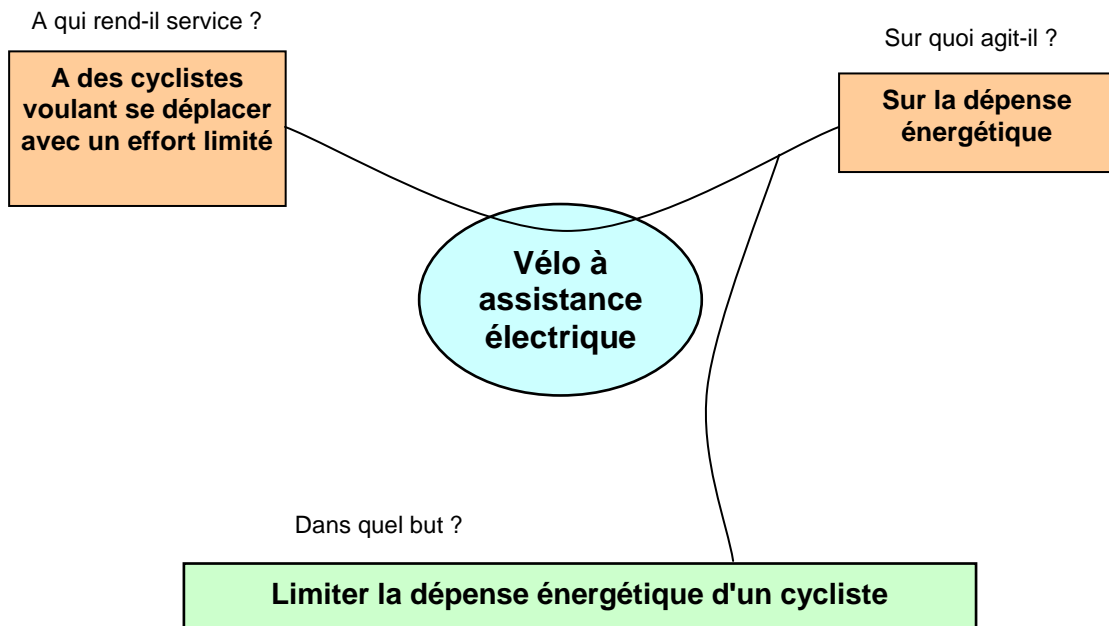 A qui rend-il service ?
Sur quoi agit-il ?
A des cyclistes
voulant se déplacer
avec un effort limité
Sur la dépense
énergétique
Vélo à
assistance
électrique
Dans quel but ?
Limiter la dépense énergétique d'un cycliste